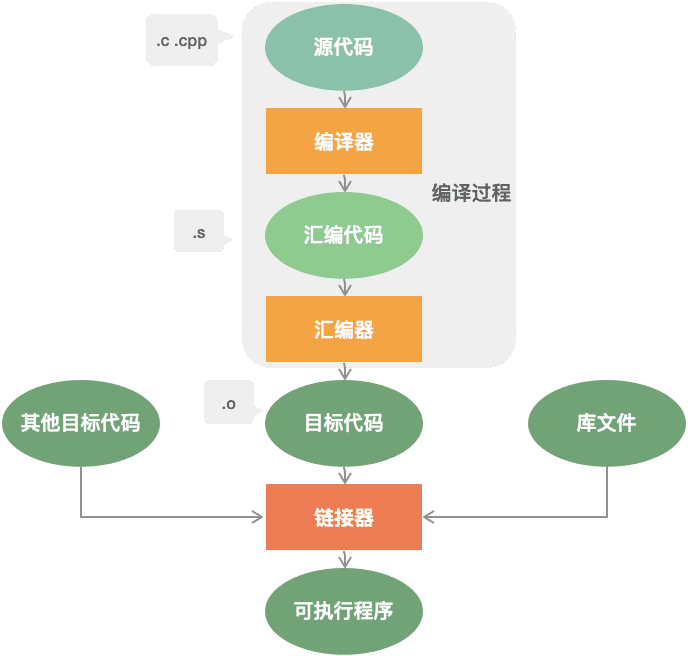 .c .cpp
源代码
编译器
编译过程
.s
汇编代码
汇编器
.o
其他目标代码
目标代码
库文件
链接器
可执行程序